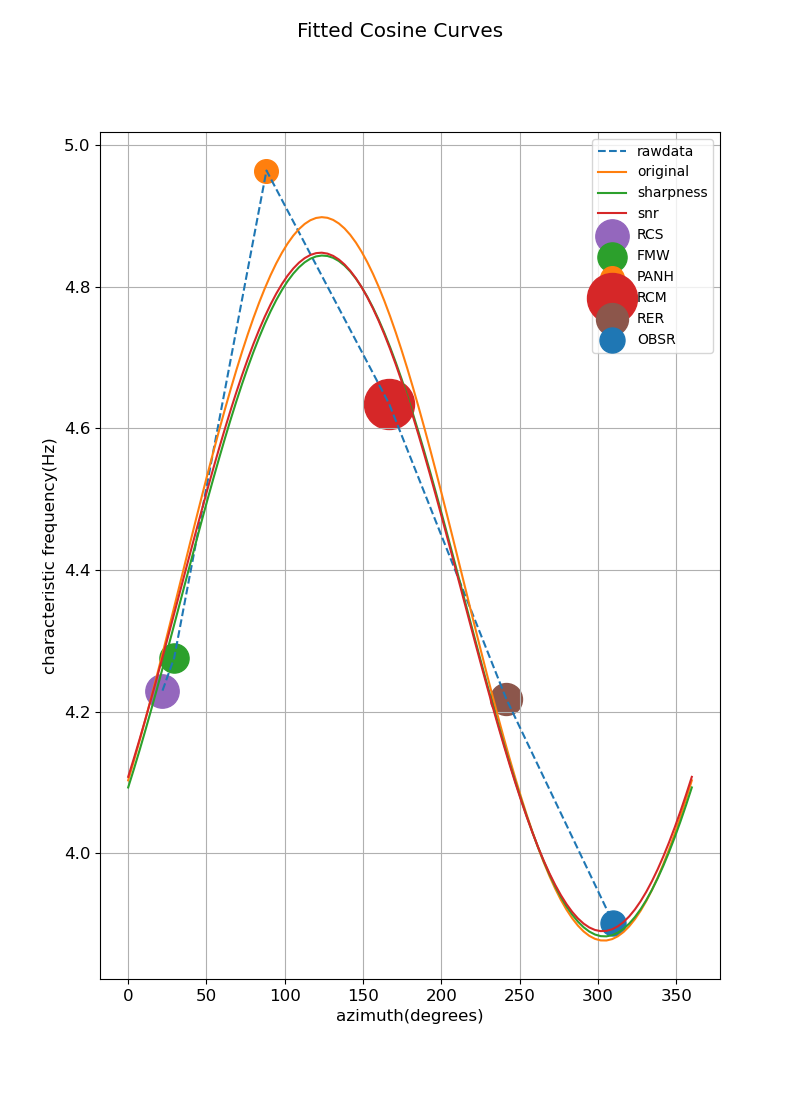 Fitted Cosine Curves
5.0
4.8
4.6
4.4
4.2
4.0
characteristic frequency(Hz)
rawdata
original
sharpness
snr
RCS
FMW
PANH
RCM
RER
OBSR
0 50 100 150 200 250 300 350
azimuth(degrees)